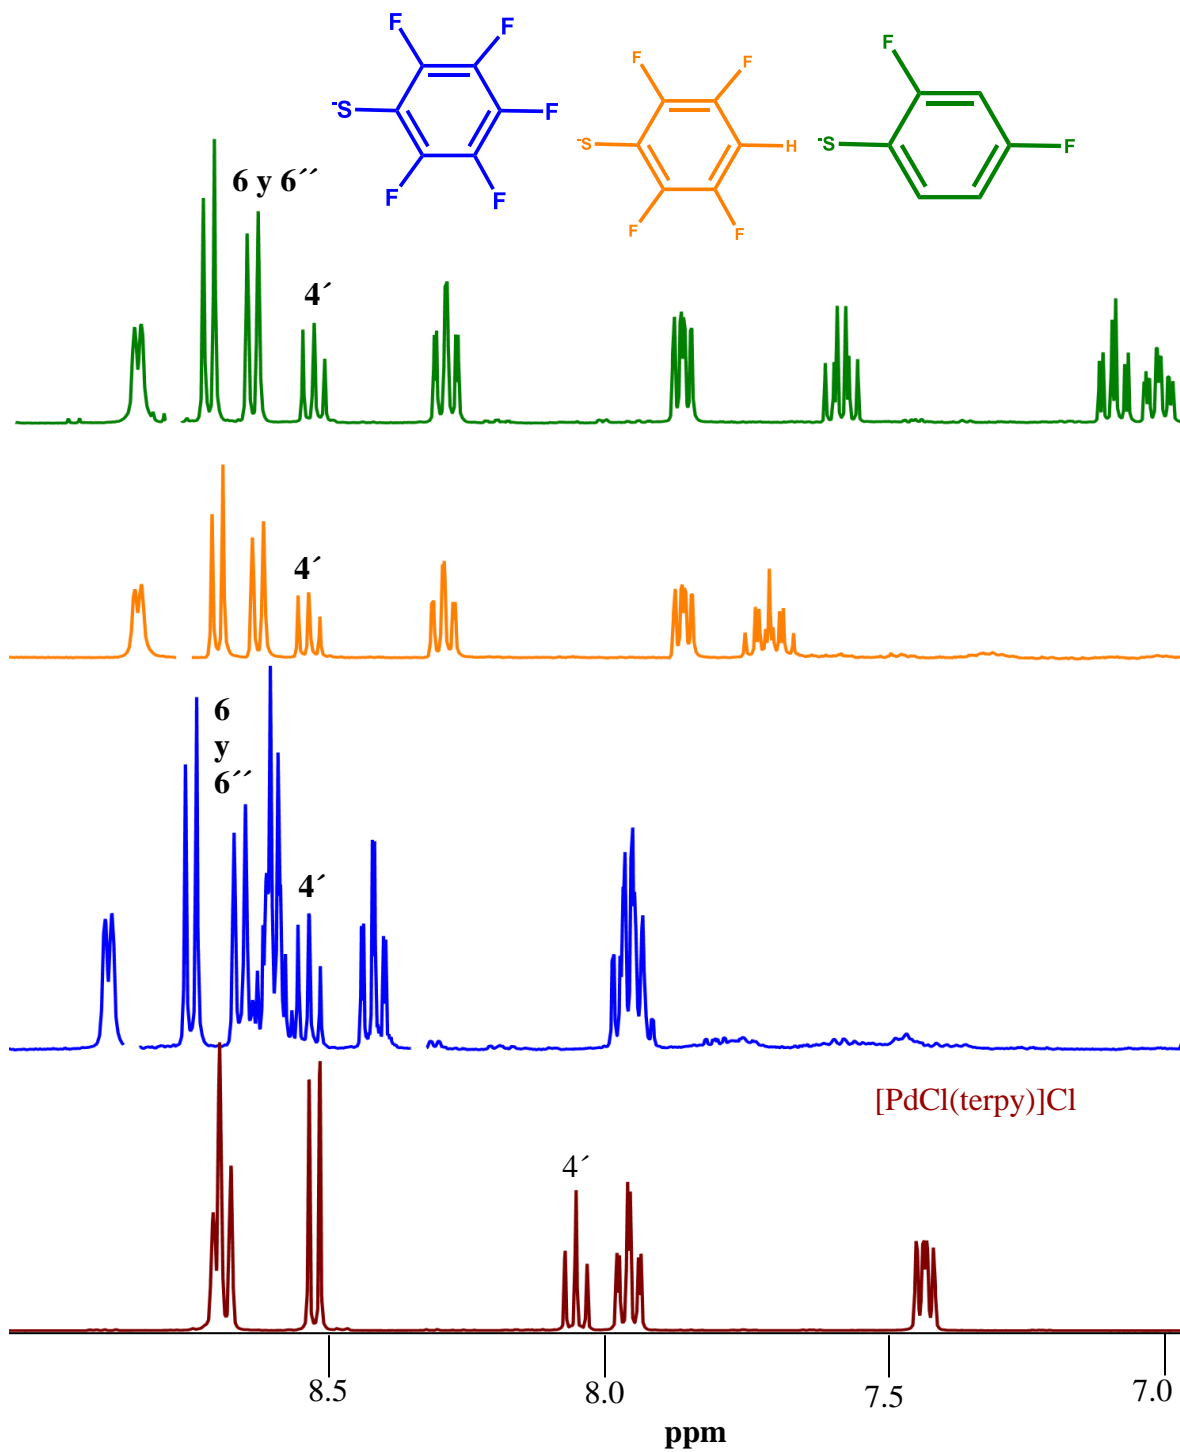 F F
F F F
⁻S F ⁻S H ⁻S F
F F F F
6 y 6´´
4´
4´
6
y
6´´
4´
[PdCl(terpy)]Cl
4´
8.5 8.0 7.5 7.0
ppm